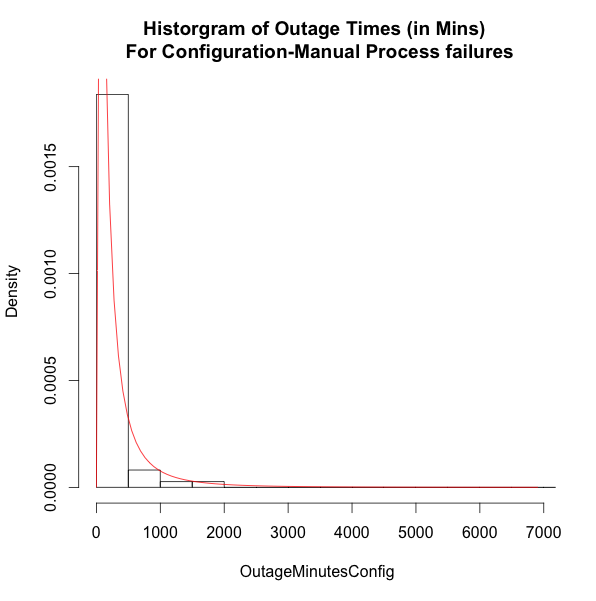 Historgram of Outage Times (in Mins)
For Configuration-Manual Process failures
Density
0.0015
0.0010
0.0005
0.0000
0 1000 2000 3000 4000 5000 6000 7000
OutageMinutesConfig